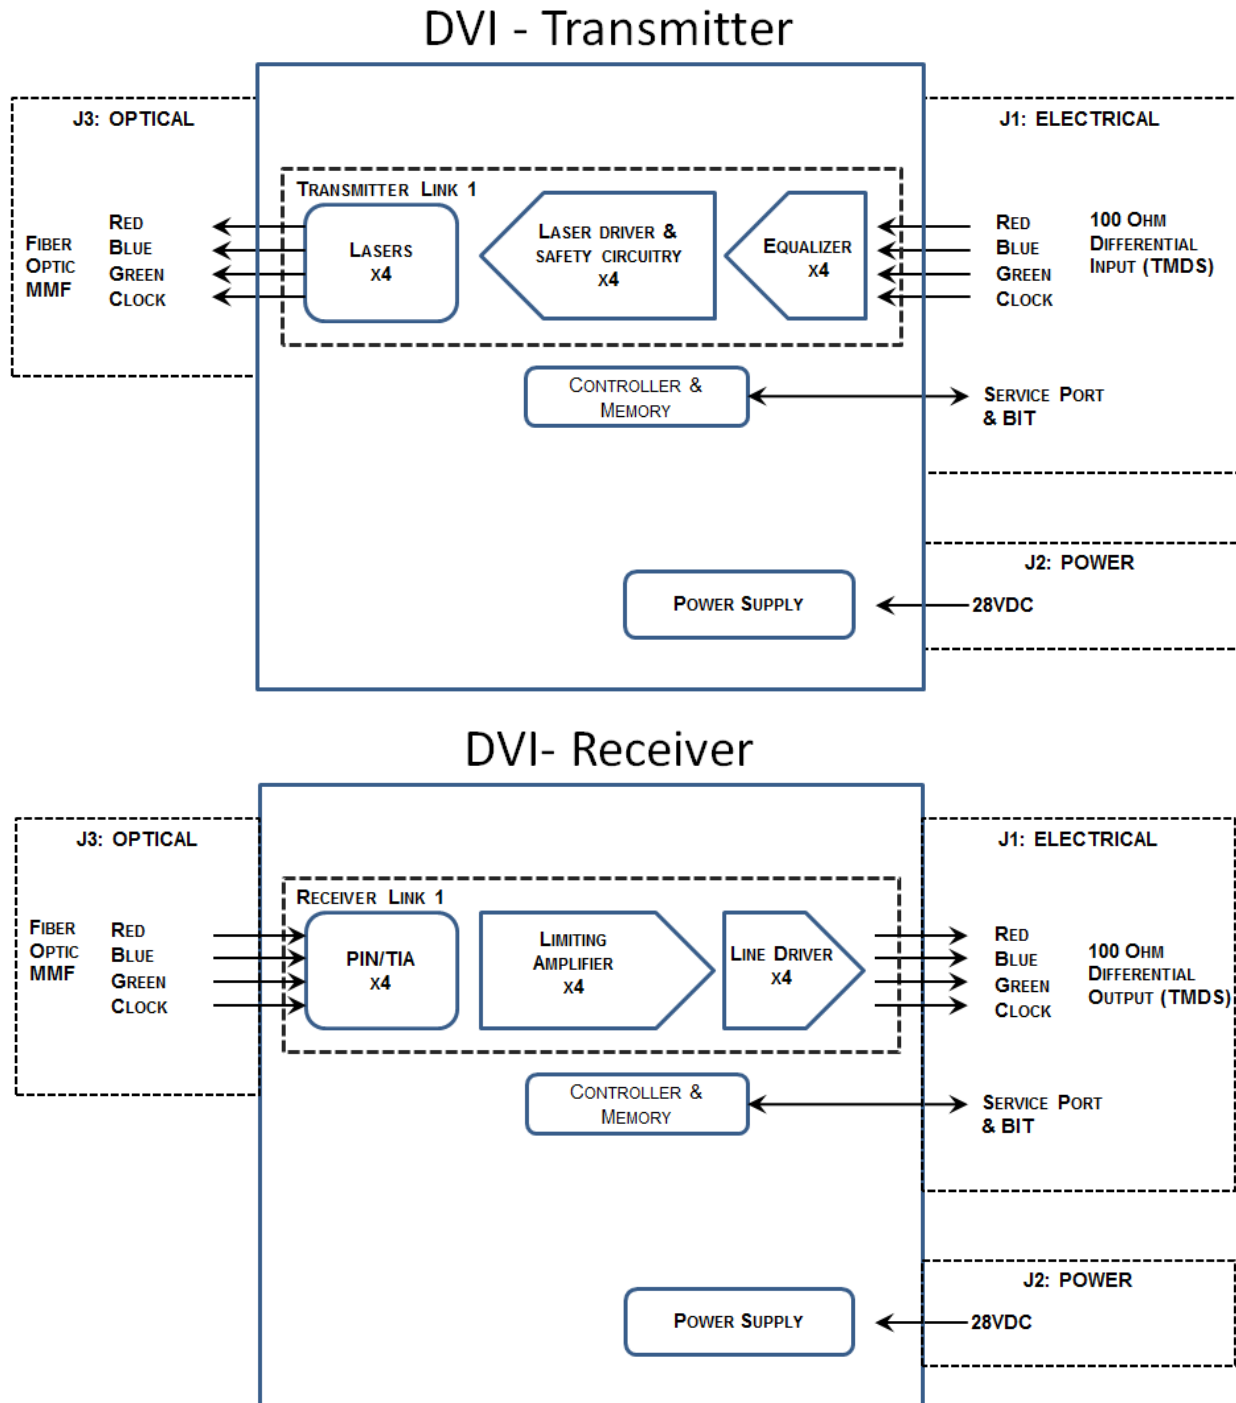 DVI - Transmitter
J3: OPTICAL
J1: ELECTRICAL
TRANSMITTER LINK 1
FIBER
OPTIC
MMF
RED
BLUE
GREEN
CLOCK
LASERS
X4
LASER DRIVER &
SAFETY CIRCUITRY
X4
EQUALIZER
X4
RED
BLUE
GREEN
CLOCK
100 OHM
DIFFERENTIAL
INPUT (TMDS)
CONTROLLER &
MEMORY
SERVICE PORT
& BIT
J2: POWER
POWER SUPPLY
28VDC
DVI- Receiver
J3: OPTICAL
J1: ELECTRICAL
RECEIVER LINK 1
FIBER
OPTIC
MMF
RED
BLUE
GREEN
CLOCK
PIN/TIA
X4
LIMITING
AMPLIFIER
X4
LINE DRIVER
X4
RED
BLUE
GREEN
CLOCK
100 OHM
DIFFERENTIAL
OUTPUT (TMDS)
CONTROLLER &
MEMORY
SERVICE PORT
& BIT
J2: POWER
POWER SUPPLY
28VDC